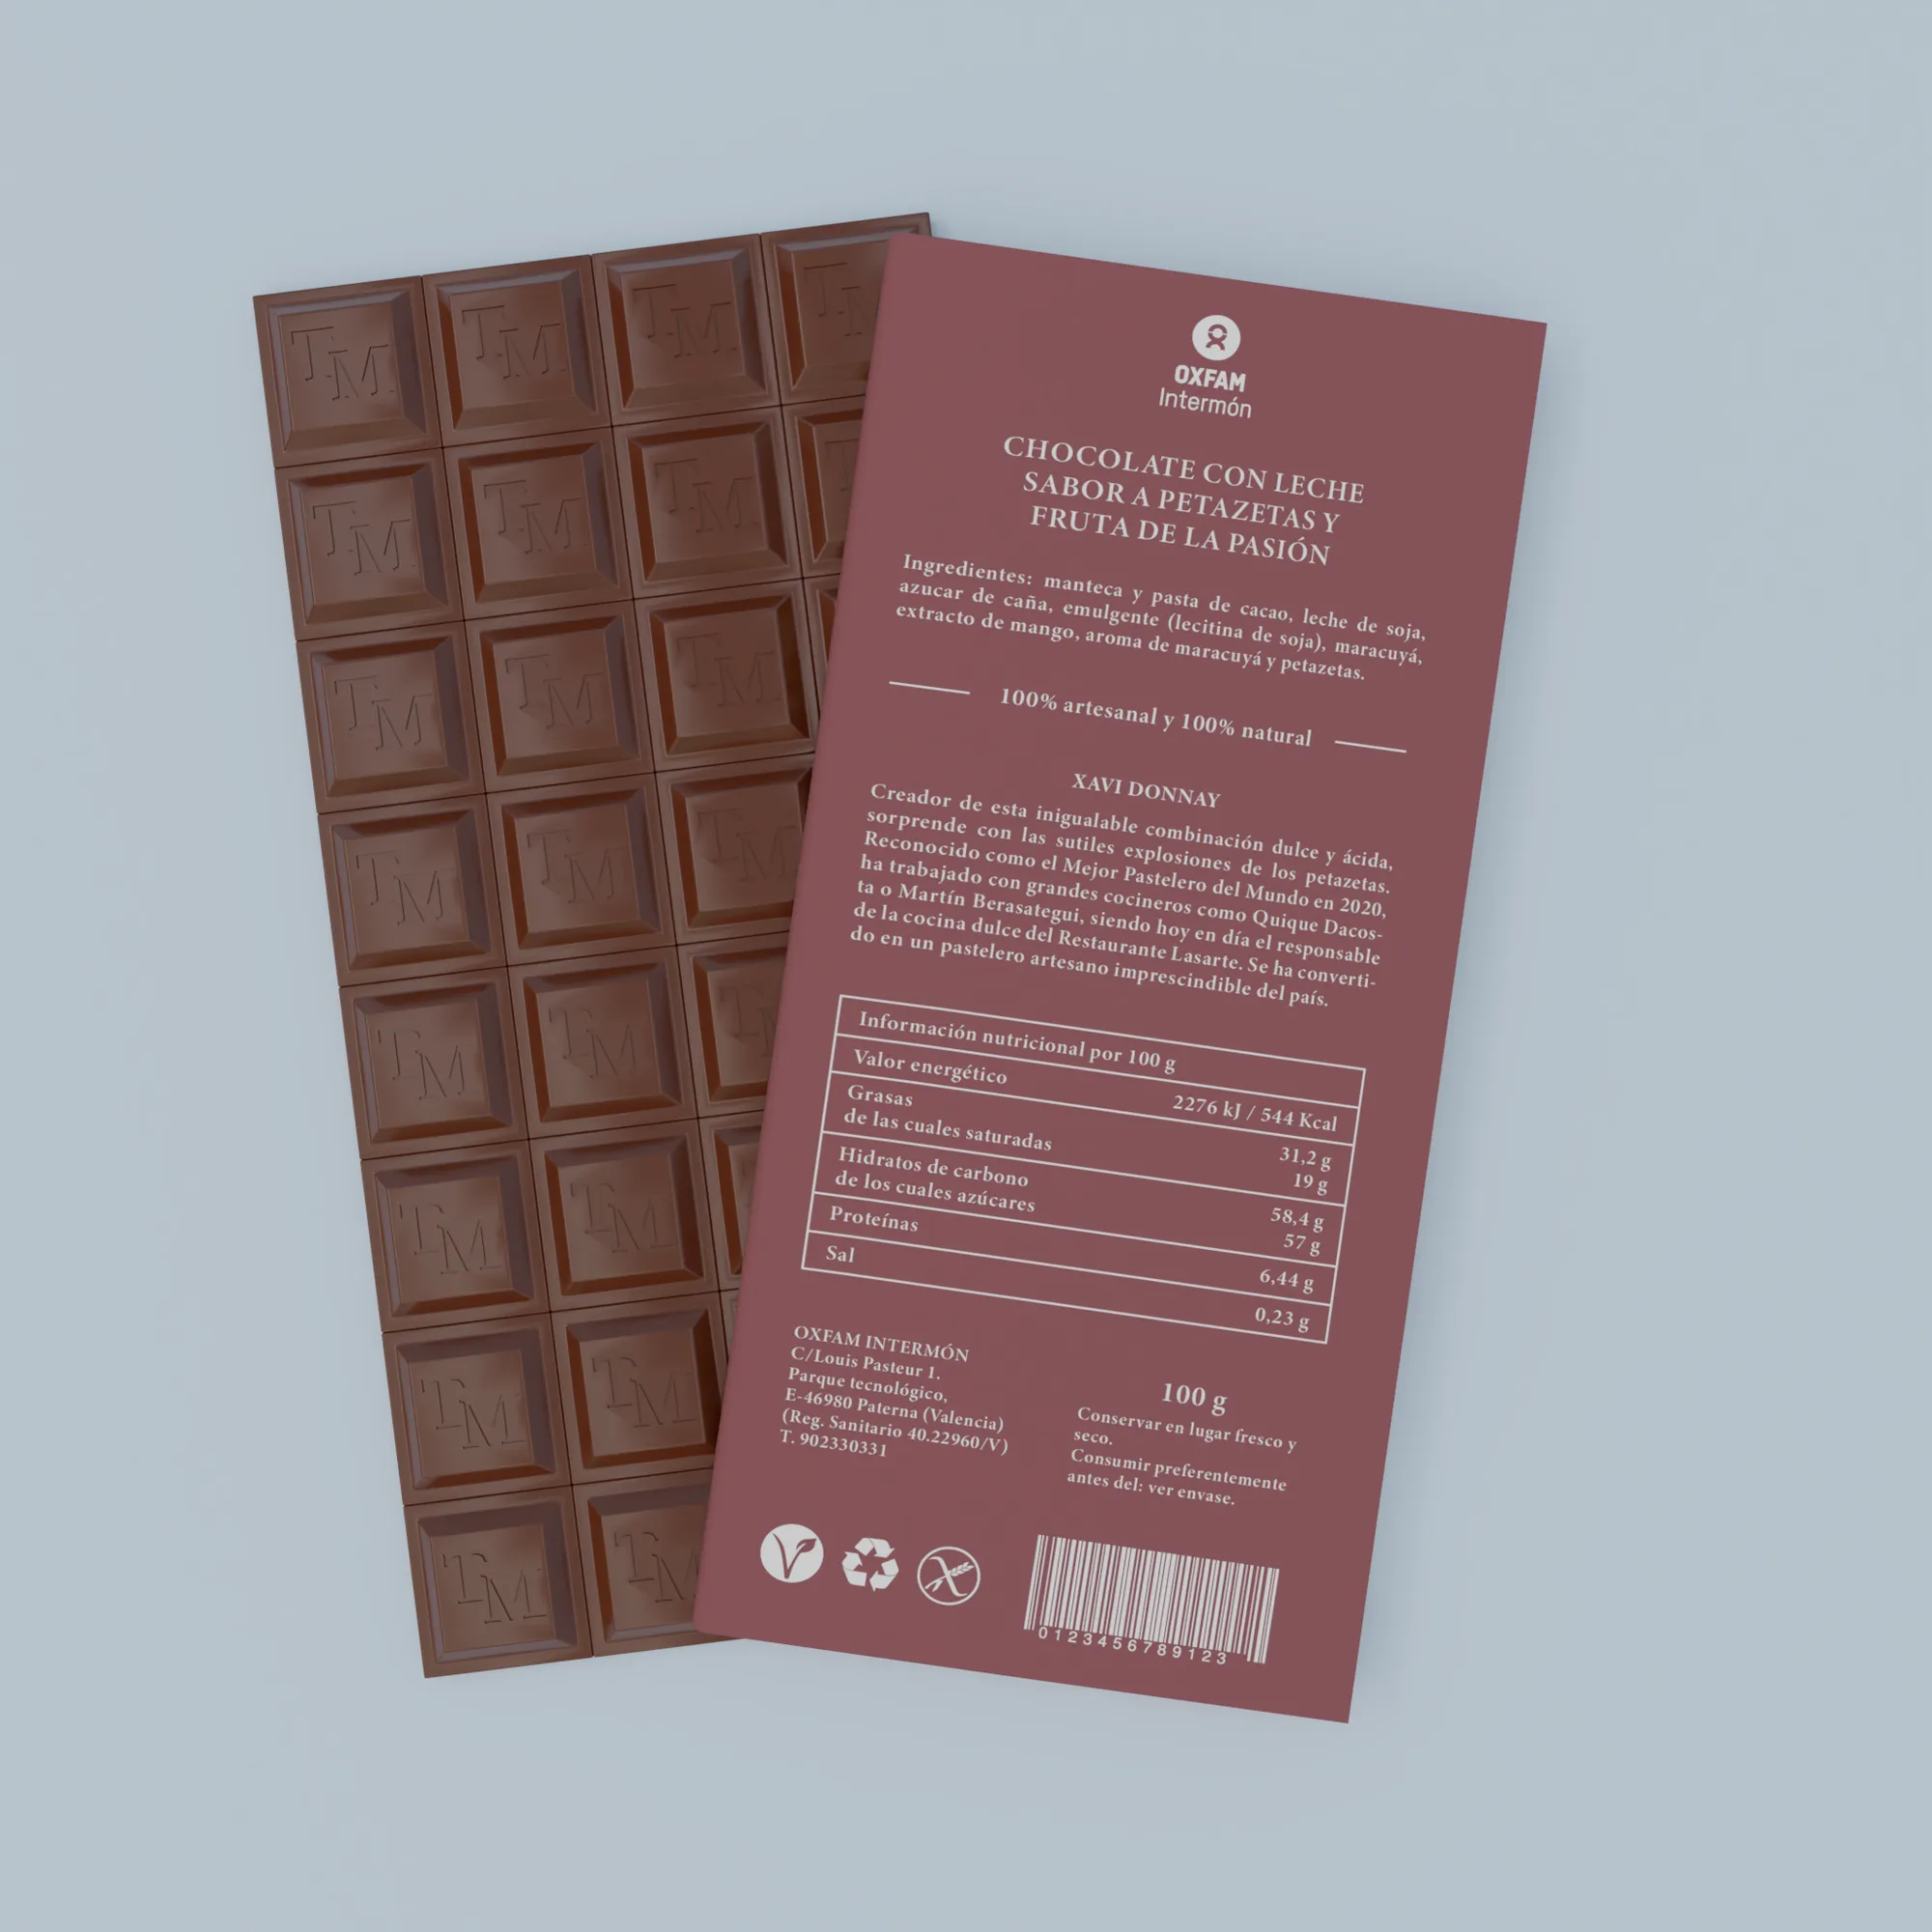 TM
OXFAM
Intermón
CHOCOLATE CON LECHE
SABOR A PETAZETAS Y
FRUTA DE LA PASIÓN
Ingredientes: manteca y pasta de cacao, leche de soja,
azucar de caña, emulgente (lecitina de soja), maracuyá,
extracto de mango, aroma de maracuyá y petazetas.
100% artesanal y 100% natural
XAVI DONNAY
Creador de esta inigualable combinación dulce y ácida,
sorprende con las sutiles explosiones de los petazetas.
Reconocido como el Mejor Pastelero del Mundo en 2020,
ha trabajado con grandes cocineros como Quique Dacos-
ta o Martín Berasategui, siendo hoy en día el responsable
de la cocina dulce del Restaurante Lasarte. Se ha converti-
do en un pastelero artesano imprescindible del país.
Información nutricional por 100 g
Valor energético 2276 kJ / 544 Kcal
Grasas 31,2 g
de las cuales saturadas 19 g
Hidratos de carbono 58,4 g
de los cuales azúcares 57 g
Proteínas 6,44 g
Sal 0,23 g
OXFAM INTERMÓN
C/Louis Pasteur 1.
Parque tecnológico,
E-46980 Paterna (Valencia)
(Reg. Sanitario 40.22960/V)
T. 902330331
100 g
Conservar en lugar fresco y
seco.
Consumir preferentemente
antes del: ver envase.
0123456789123